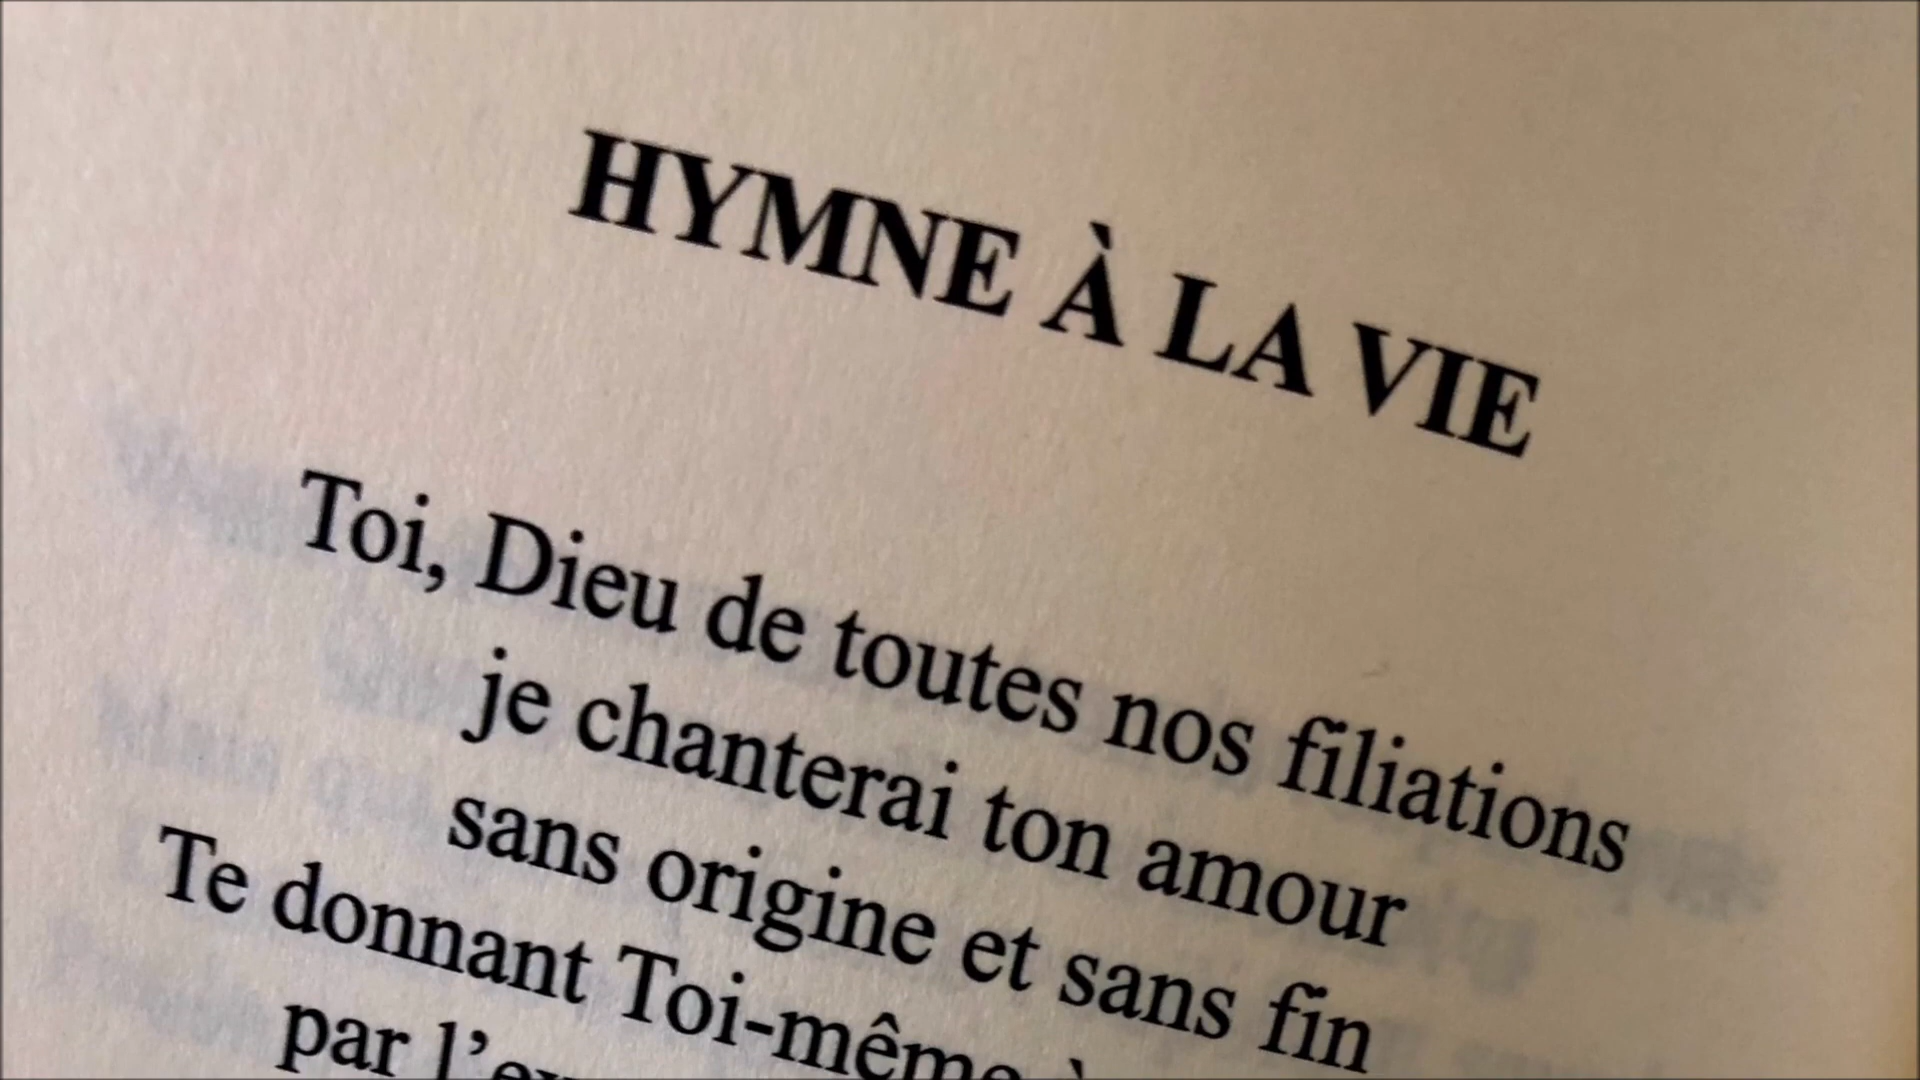 HYMNE À LA VIE
Toi, Dieu de toutes nos filiations
je chanterai ton amour
sans origine et sans fin
Te donnant Toi-même à
par